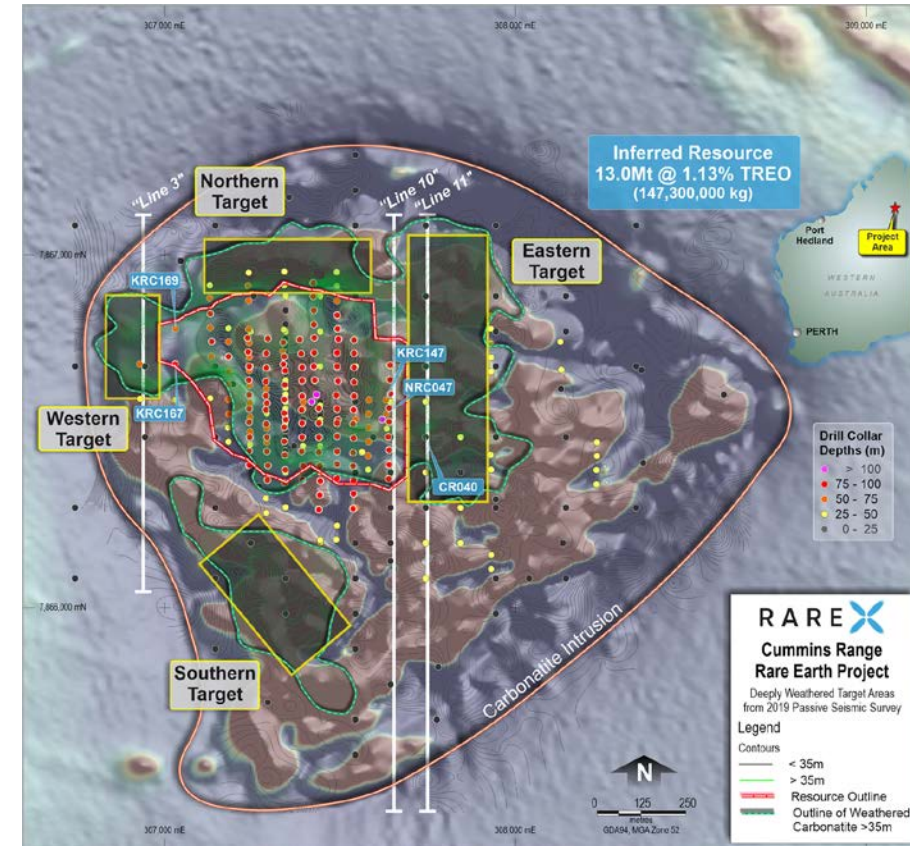 307,000 mE
308,000 mE
309,000 mE
Inferred Resource
13.0Mt @ 1.13% TREO
(147,300,000 kg)
"Line 3"
Northern
Target
"Line 10"
"Line 11"
Eastern
Target
Port
Hedland
Project
Area
WESTERN
AUSTRALIA
PERTH
7,867,000 mN
KRC169
KRC147
NRC047
KRC167
Western
Target
CR040
Drill Collar
Depths (m)
> 100
75 - 100
50 - 75
25 - 50
0 - 25
7,866,000 mN
Southern
Target
Carbonatite Intrusion
RAREX
Cummins Range
Rare Earth Project
Deeply Weathered Target Areas
from 2019 Passive Seismic Survey
Legend
Contours
< 35m
> 35m
Resource Outline
Outline of Weathered
Carbonatite >35m
N
0 125 250
metres
GDA94, MGA Zone 52
307,000 mE
308,000 mE